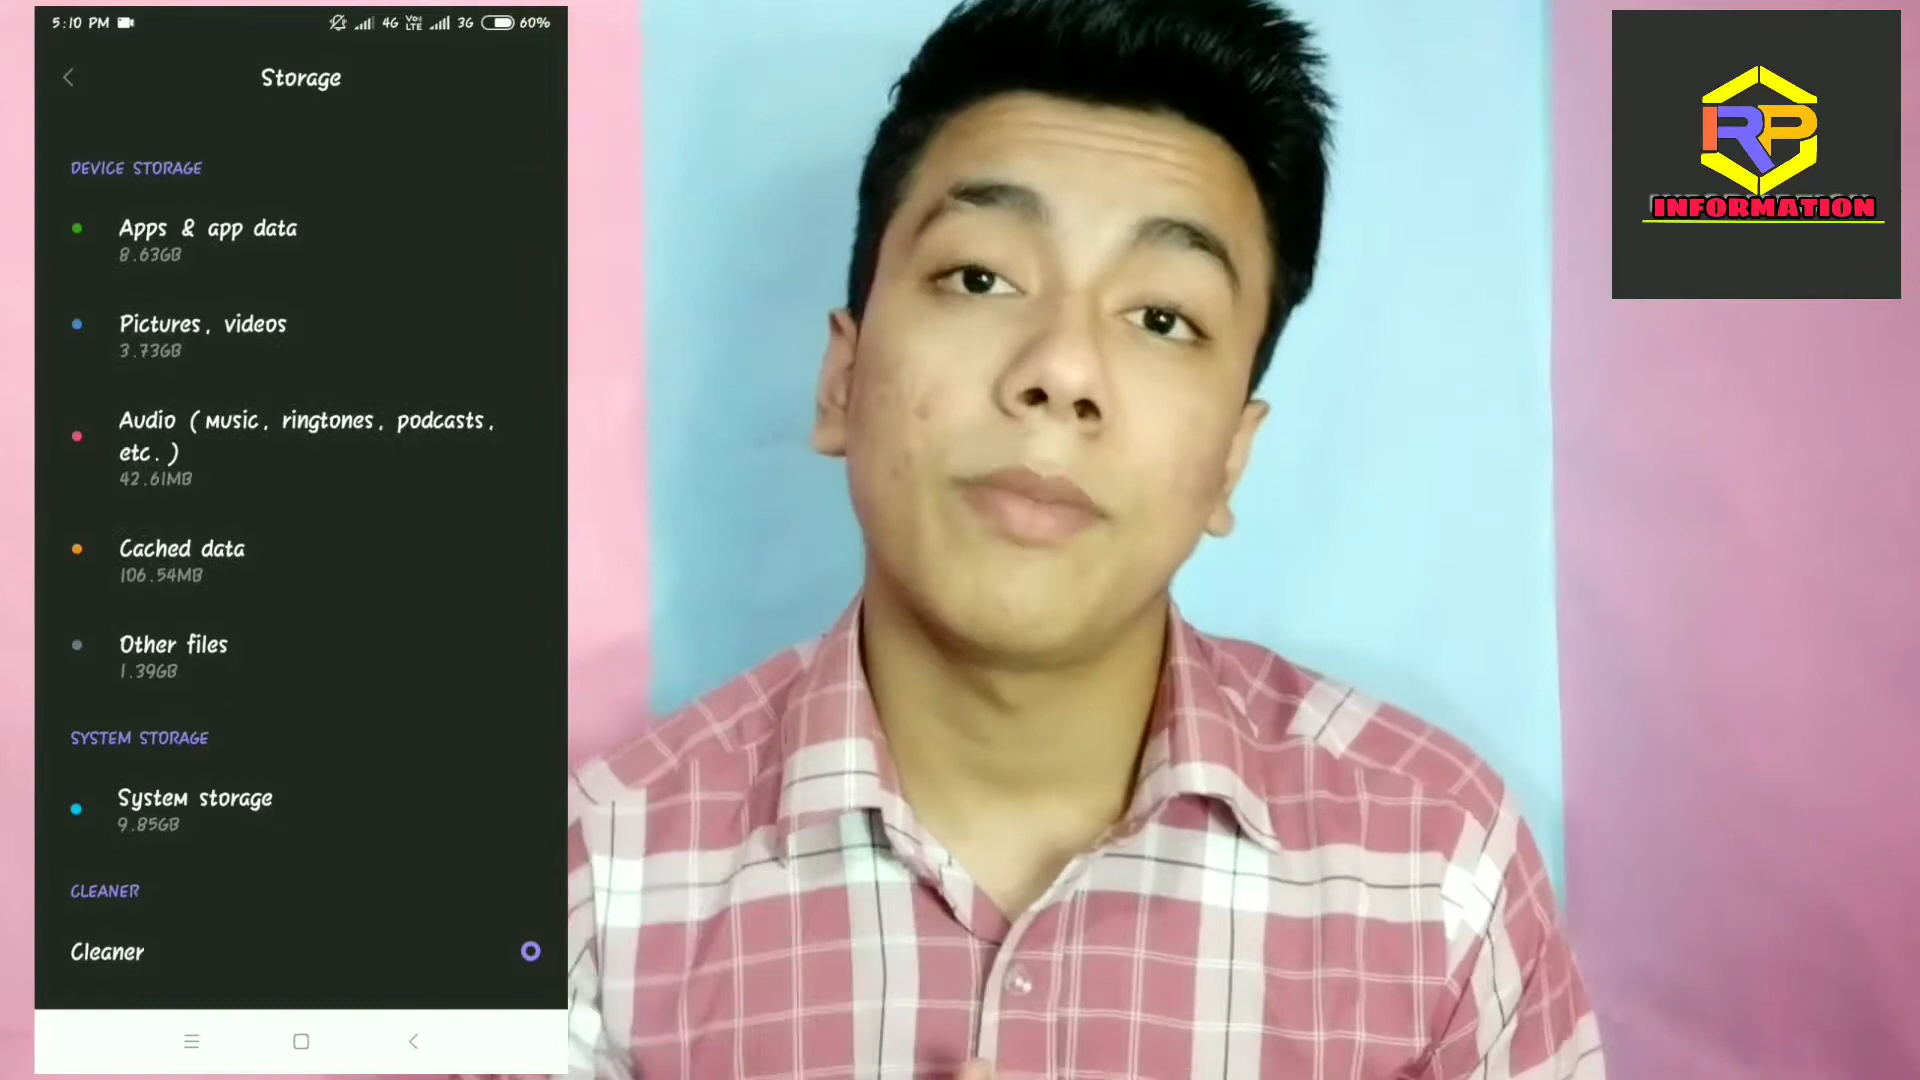 5:10 PM 4G Vo)) LTE 3G 60%
Storage
DEVICE STORAGE
Apps & app data
8.63GB
Pictures, videos
3.73GB
Audio (Music, ringtones, podcasts,
etc.)
42.61MB
Cached data
106.54MB
Other files
1.39GB
SYSTEM STORAGE
System storage
9.85GB
CLEANER
Cleaner
RP
INFORMATION